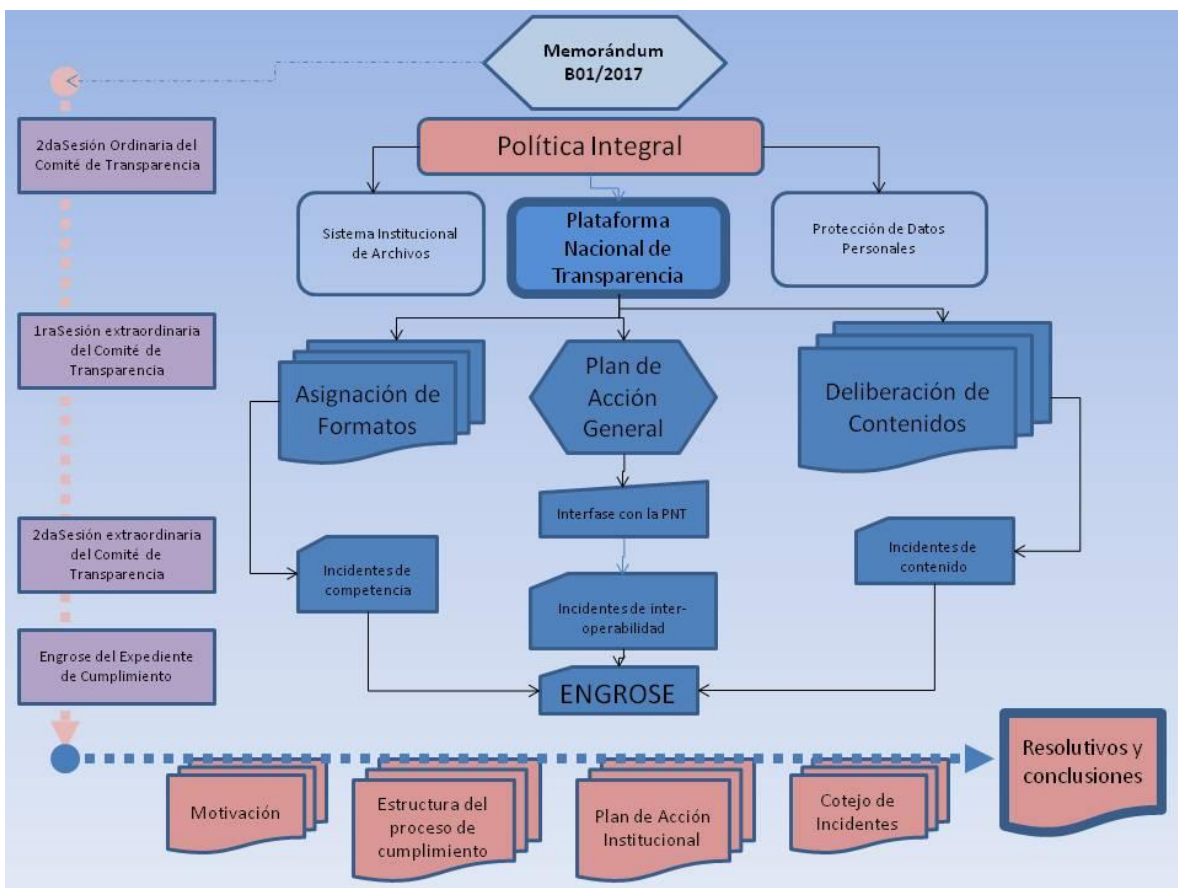 Memorándum
B01/2017
2daSesión Ordinaria del
Comité de Transparencia
Política Integral
Sistema Institucional
de Archivos
Plataforma
Nacional de
Transparencia
Protección de Datos
Personales
1raSesión extraordinaria
del Comité de
Transparencia
Asignación de
Formatos
Plan de
Acción
General
Deliberación de
Contenidos
Interfase con la PNT
2daSesión extraordinaria
del Comité de
Transparencia
Incidentes de
competencia
Incidentes de inter-
operabilidad
Incidentes de
contenido
Engrose del Expediente
de Cumplimiento
ENGROSE
Motivación
Estructura del
proceso de
cumplimiento
Plan de Acción
Institucional
Cotejo de
Incidentes
Resolutivos y
conclusiones